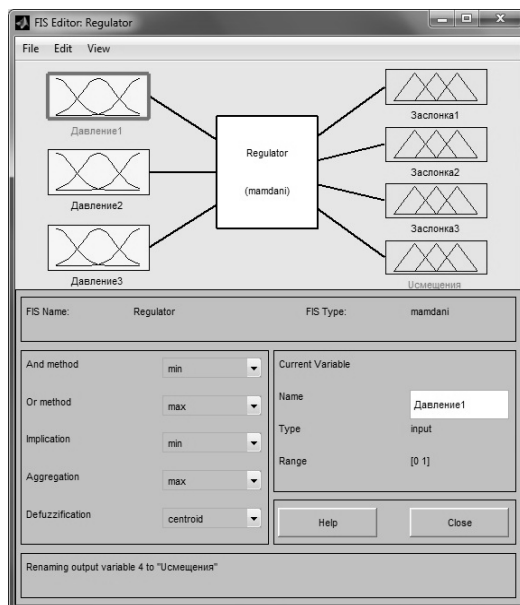 FIS Editor: Regulator
File Edit View
Давление1
Давление2
Давление3
Regulator
(mamdani)
Заслонка1
Заслонка2
Заслонка3
Uсмещения
FIS Name: Regulator FIS Type: mamdani
And method min
Or method max
Implication min
Aggregation max
Defuzzification centroid
Current Variable
Name Давление1
Type input
Range [0 1]
Help Close
Renaming output variable 4 to "Uсмещения"